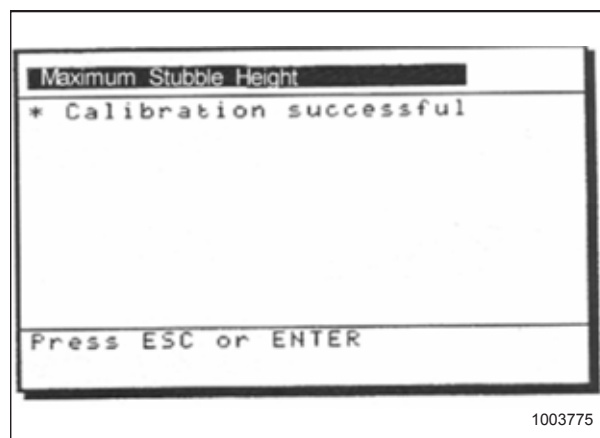 Maximum Stubble Height
* Calibration successful
Press ESC or ENTER
1003775